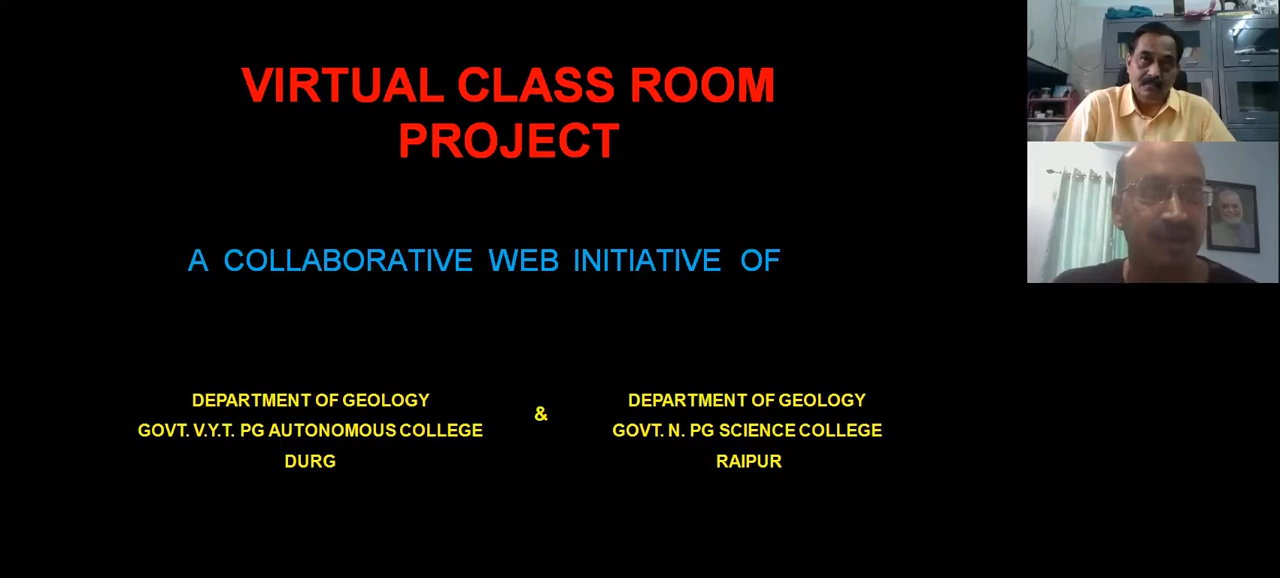 VIRTUAL CLASS ROOM
PROJECT
A COLLABORATIVE WEB INITIATIVE OF
DEPARTMENT OF GEOLOGY
GOVT. V.Y.T. PG AUTONOMOUS COLLEGE
DURG
&
DEPARTMENT OF GEOLOGY
GOVT. N. PG SCIENCE COLLEGE
RAIPUR